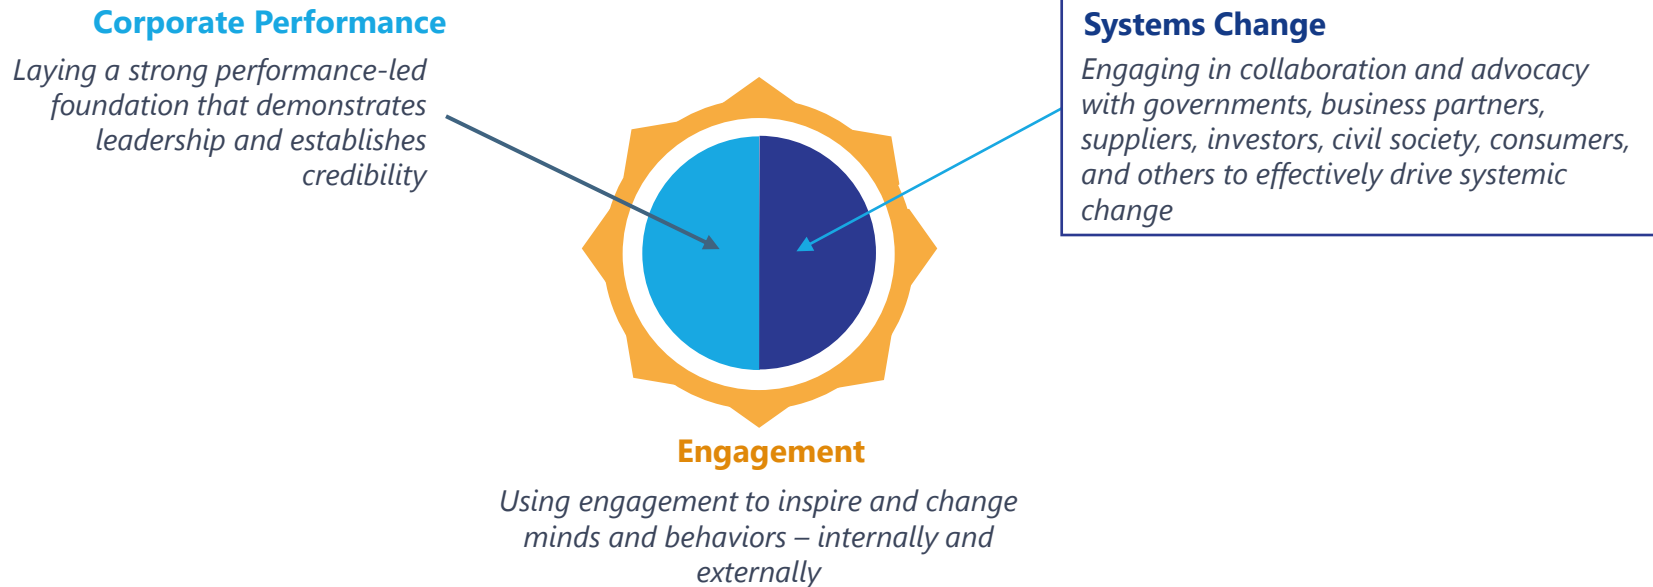 Corporate Performance
Laying a strong performance-led
foundation that demonstrates
leadership and establishes
credibility
Systems Change
Engaging in collaboration and advocacy
with governments, business partners,
suppliers, investors, civil society, consumers,
and others to effectively drive systemic
change
Engagement
Using engagement to inspire and change
minds and behaviors – internally and
externally